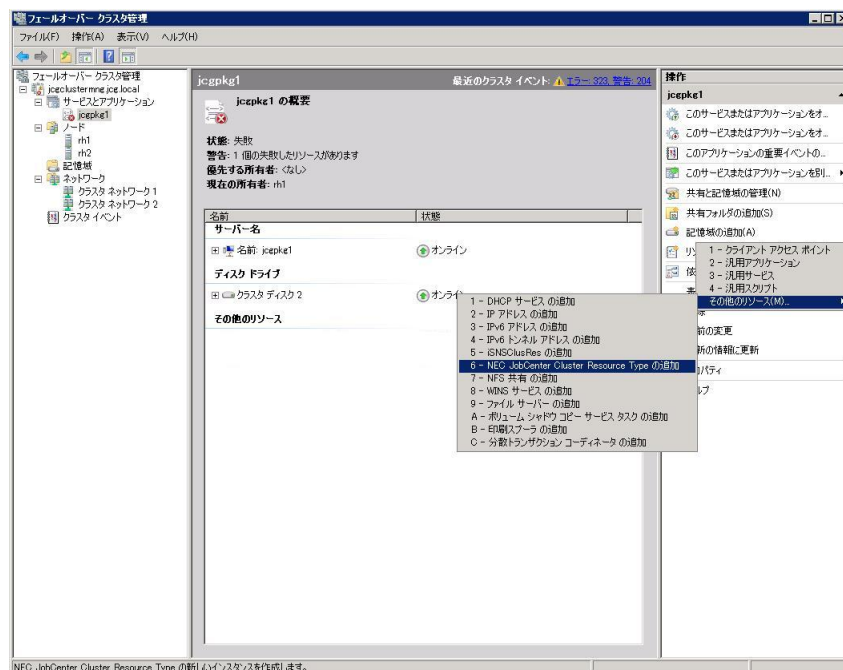 フェールオーバー クラスタ管理
ファイル(F) 操作(A) 表示(V) ヘルプ(H)
フェールオーバー クラスタ管理
jcgclustermng.jcg.local
サービスとアプリケーション
jcgpkg1
ノード
rh1
rh2
記憶域
ネットワーク
クラスタ ネットワーク 1
クラスタ ネットワーク 2
クラスタ イベント
jcgpkg1
最近のクラスタ イベント: エラー: 323, 警告: 204
jcgpkg1 の概要
状態: 失敗
警告: 1 個の失敗したリソースがあります
優先する所有者: <なし>
現在の所有者: rh1
名前 状態
サーバー名
名前: jcgpkg1 オンライン
ディスク ドライブ
クラスタ ディスク 2 オンライン
その他のリソース
操作
jcgpkg1
このサービスまたはアプリケーションをオ...
このサービスまたはアプリケーションをオ...
このアプリケーションの重要イベントの...
このサービスまたはアプリケーションを別...
共有と記憶域の管理(N)
共有フォルダの追加(S)
記憶域の追加(A)
1 - クライアント アクセス ポイント
2 - 汎用アプリケーション
3 - 汎用サービス
4 - 汎用スクリプト
その他のリソース(M)...
前の変更
新の情報に更新
パティ
ルプ
1 - DHCP サービス の追加
2 - IP アドレス の追加
3 - IPv6 アドレス の追加
4 - IPv6 トンネル アドレス の追加
5 - iSNSClusRes の追加
6 - NEC JobCenter Cluster Resource Type の追加
7 - NFS 共有 の追加
8 - WINS サービス の追加
9 - ファイル サーバー の追加
A - ボリューム シャドウ コピー サービス タスク の追加
B - 印刷スプーラ の追加
C - 分散トランザクション コーディネータ の追加
NEC JobCenter Cluster Resource Type の新しいインスタンスを作成します。